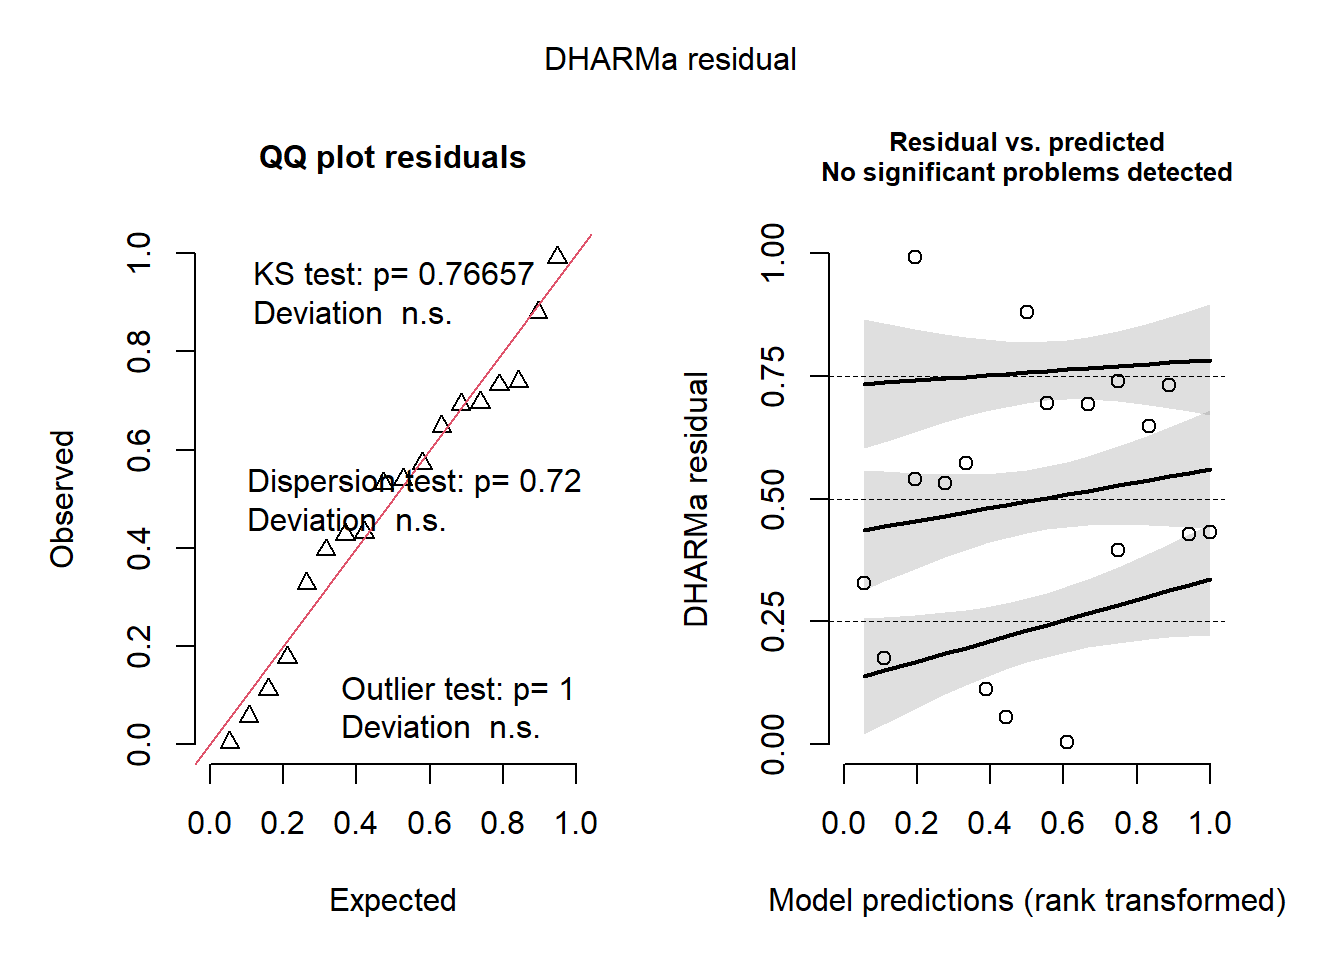 DHARMa residual
QQ plot residuals
KS test: p= 0.76657
Deviation  n.s.
Dispersion test: p= 0.72
Deviation  n.s.
Outlier test: p= 1
Deviation  n.s.
Observed
0.0 0.2 0.4 0.6 0.8 1.0
0.0 0.2 0.4 0.6 0.8 1.0
Expected
Residual vs. predicted
No significant problems detected
DHARMa residual
0.00 0.25 0.50 0.75 1.00
0.0 0.2 0.4 0.6 0.8 1.0
Model predictions (rank transformed)